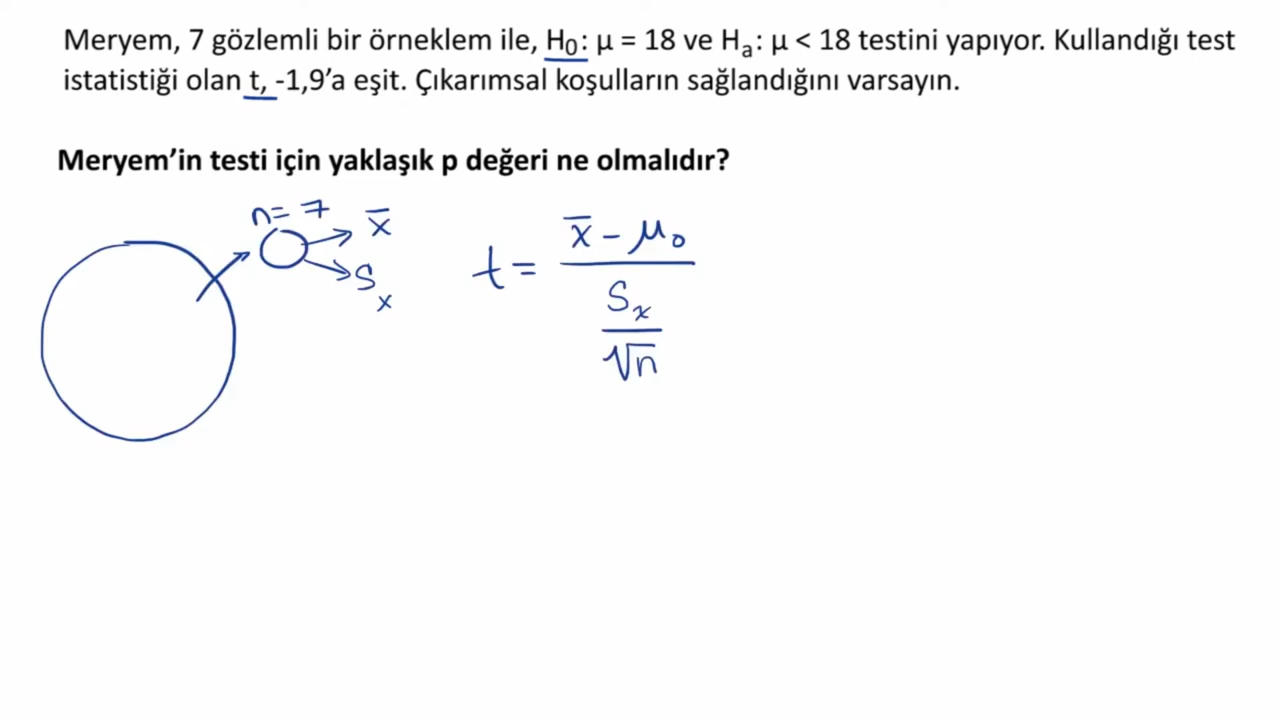 Meryem, 7 gözlemli bir örneklem ile, H₀: μ = 18 ve Hₐ: μ < 18 testini yapıyor. Kullandığı test
istatistiği olan t, -1,9’a eşit. Çıkarımsal koşulların sağlandığını varsayın.
Meryem’in testi için yaklaşık p değeri ne olmalıdır?
n= 7
x̄
Sₓ
t = (x̄ - μ₀) / (Sₓ / √n)